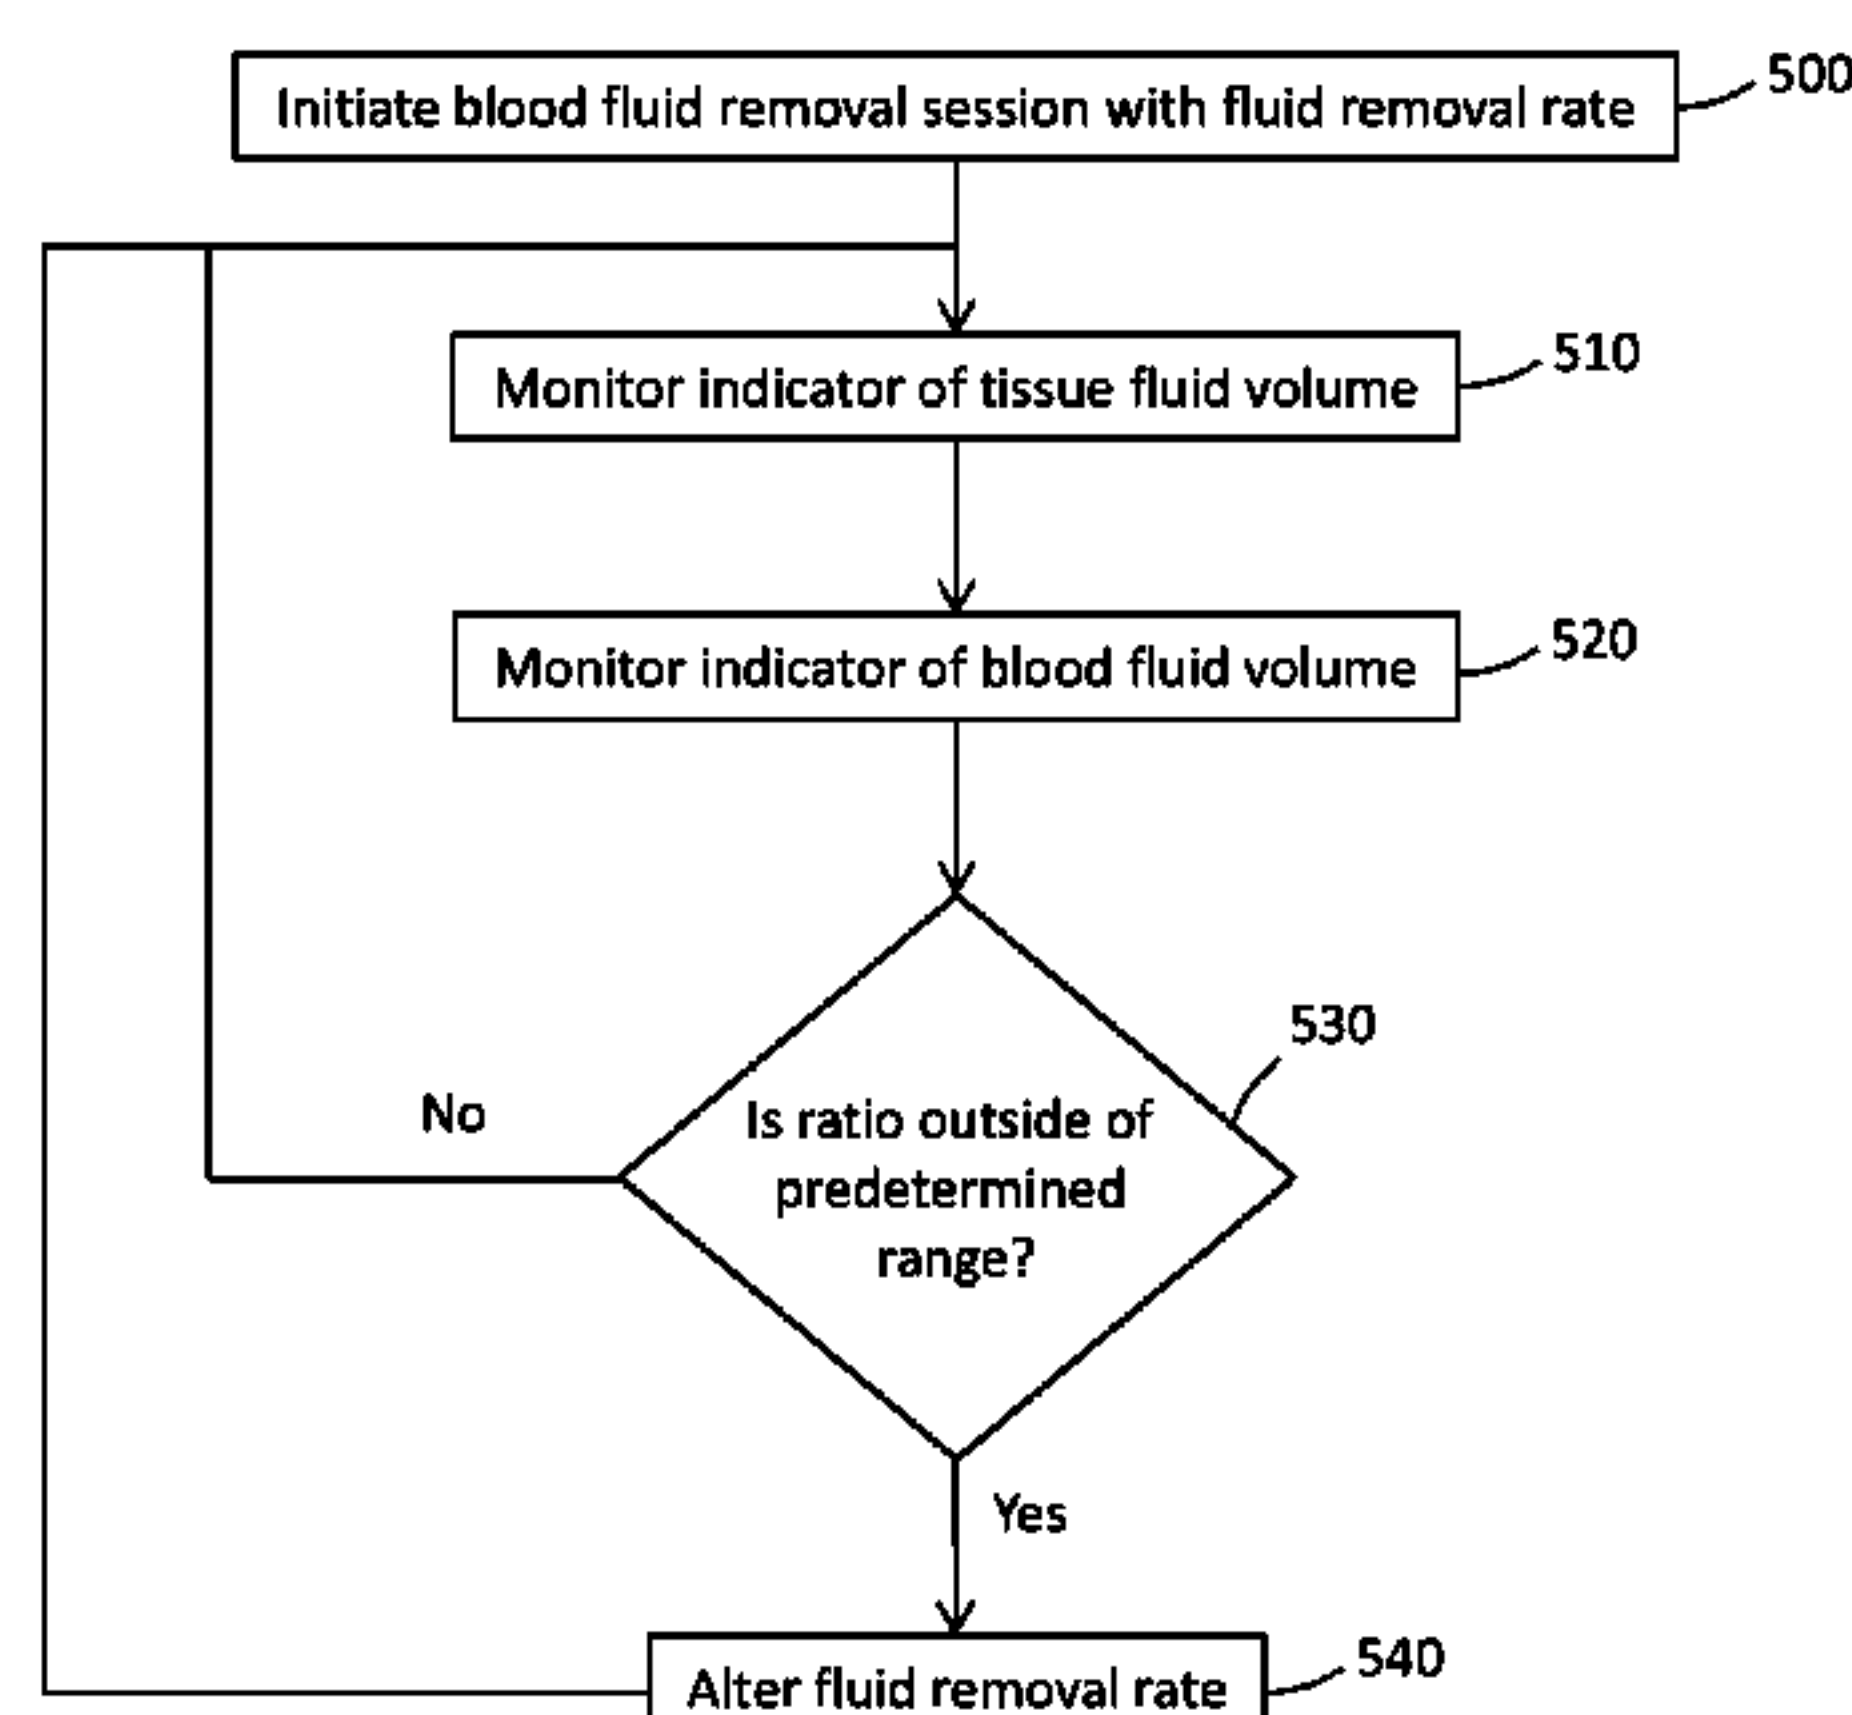 Initiate blood fluid removal session with fluid removal rate
500
Monitor indicator of tissue fluid volume
510
Monitor indicator of blood fluid volume
520
530
No
Is ratio outside of
predetermined
range?
Yes
Alter fluid removal rate
540